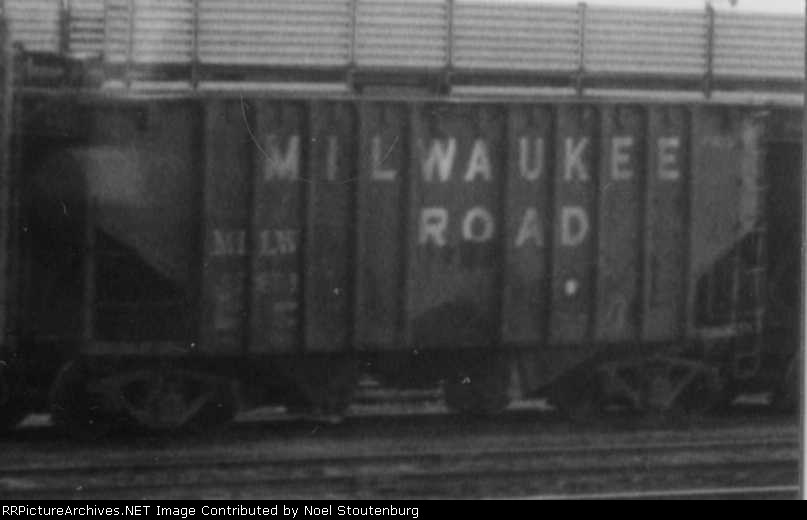 MILWAUKEE
ROAD
MILW
RRPictureArchives.NET Image Contributed by Noel Stoutenburg